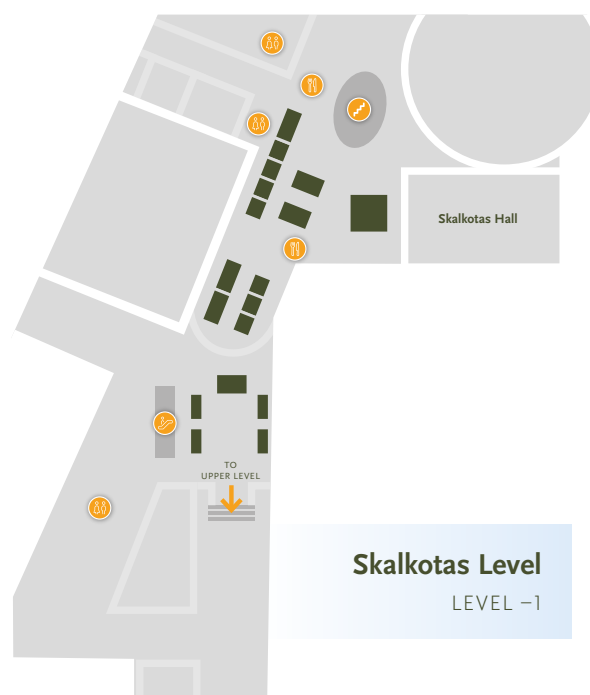 Skalkotas Hall
TO
UPPER LEVEL
Skalkotas Level
LEVEL –1